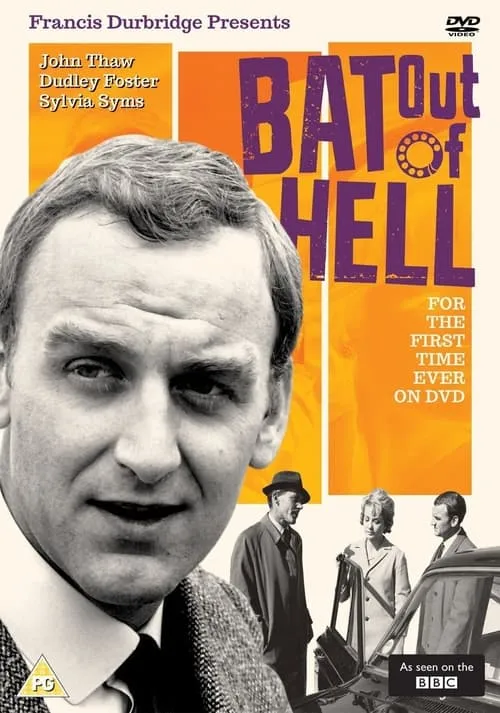 Francis Durbridge Presents
DVD
VIDEO
John Thaw
Dudley Foster
Sylvia Syms
BAT Out
Of
HELL
FOR
THE
FIRST
TIME
EVER
ON DVD
PG
As seen on the
BBC